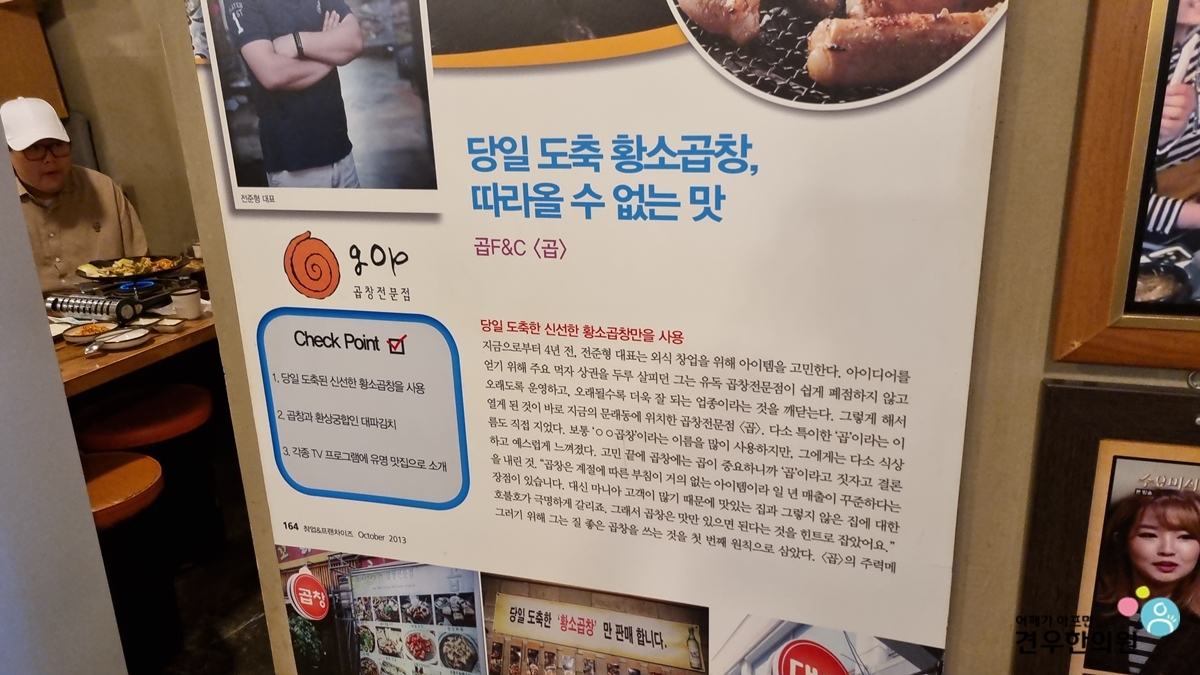 전준형 대표
당일 도축 황소곱창,
따라올 수 없는 맛
곱F&C 〈곱〉
gop
곱창전문점
Check Point
1. 당일 도축된 신선한 황소곱창을 사용
2. 곱창과 환상궁합인 대파김치
3. 각종 TV 프로그램에 유명 맛집으로 소개
당일 도축한 신선한 황소곱창만을 사용
지금으로부터 4년 전, 전준형 대표는 외식 창업을 위해 아이템을 고민한다. 아이디어를
얻기 위해 주요 먹자 상권을 두루 살피던 그는 유독 곱창전문점이 쉽게 폐점하지 않고
오래도록 운영하고, 오래될수록 더욱 잘 되는 업종이라는 것을 깨닫는다. 그렇게 해서
열게 된 것이 바로 지금의 문래동에 위치한 곱창전문점 〈곱〉. 다소 특이한 '곱'이라는 이
름도 직접 지었다. 보통 '○○곱창'이라는 이름을 많이 사용하지만, 그에게는 다소 식상
하고 예스럽게 느껴졌다. 고민 끝에 곱창에는 곱이 중요하니까 '곱'이라고 짓자고 결론
을 내린 것. "곱창은 계절에 따른 부침이 거의 없는 아이템이라 일 년 매출이 꾸준하다는
장점이 있습니다. 대신 마니아 고객이 많기 때문에 맛있는 집과 그렇지 않은 집에 대한
호불호가 극명하게 갈리죠. 그래서 곱창은 맛만 있으면 된다는 것을 힌트로 잡았어요."
그러기 위해 그는 질 좋은 곱창을 쓰는 것을 첫 번째 원칙으로 삼았다. 〈곱〉의 주력메
164 취업&프랜차이즈 October 2013
곱창
당일 도축한 '황소곱창' 만 판매 합니다.
어깨가 아프면
견우한의원